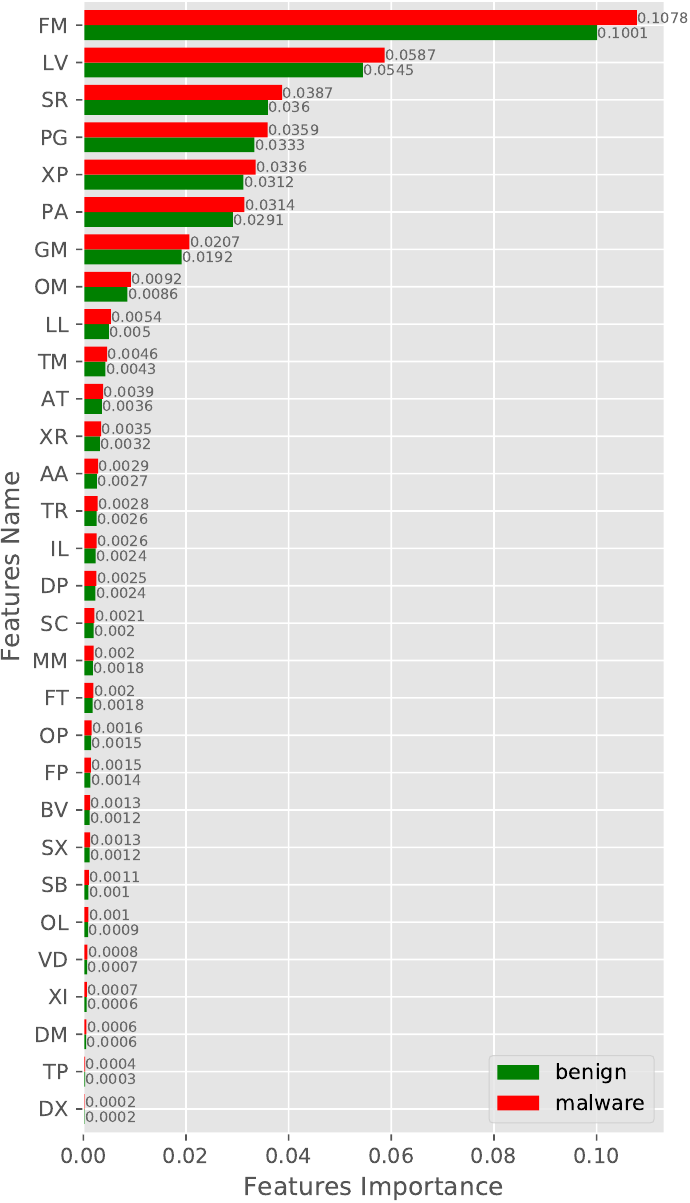 FM
0.1078
0.1001
LV
0.0587
0.0545
SR
0.0387
0.036
PG
0.0359
0.0333
XP
0.0336
0.0312
PA
0.0314
0.0291
GM
0.0207
0.0192
OM
0.0092
0.0086
LL
0.0054
0.005
TM
0.0046
0.0043
AT
0.0039
0.0036
XR
0.0035
0.0032
AA
0.0029
0.0027
TR
0.0028
0.0026
IL
0.0026
0.0024
DP
0.0025
0.0024
SC
0.0021
0.002
MM
0.002
0.0018
FT
0.002
0.0018
OP
0.0016
0.0015
FP
0.0015
0.0014
BV
0.0013
0.0012
SX
0.0013
0.0012
SB
0.0011
0.001
OL
0.001
0.0009
VD
0.0008
0.0007
XI
0.0007
0.0006
DM
0.0006
0.0006
TP
0.0004
0.0003
DX
0.0002
0.0002
Features Name
benign
malware
0.00 0.02 0.04 0.06 0.08 0.10
Features Importance